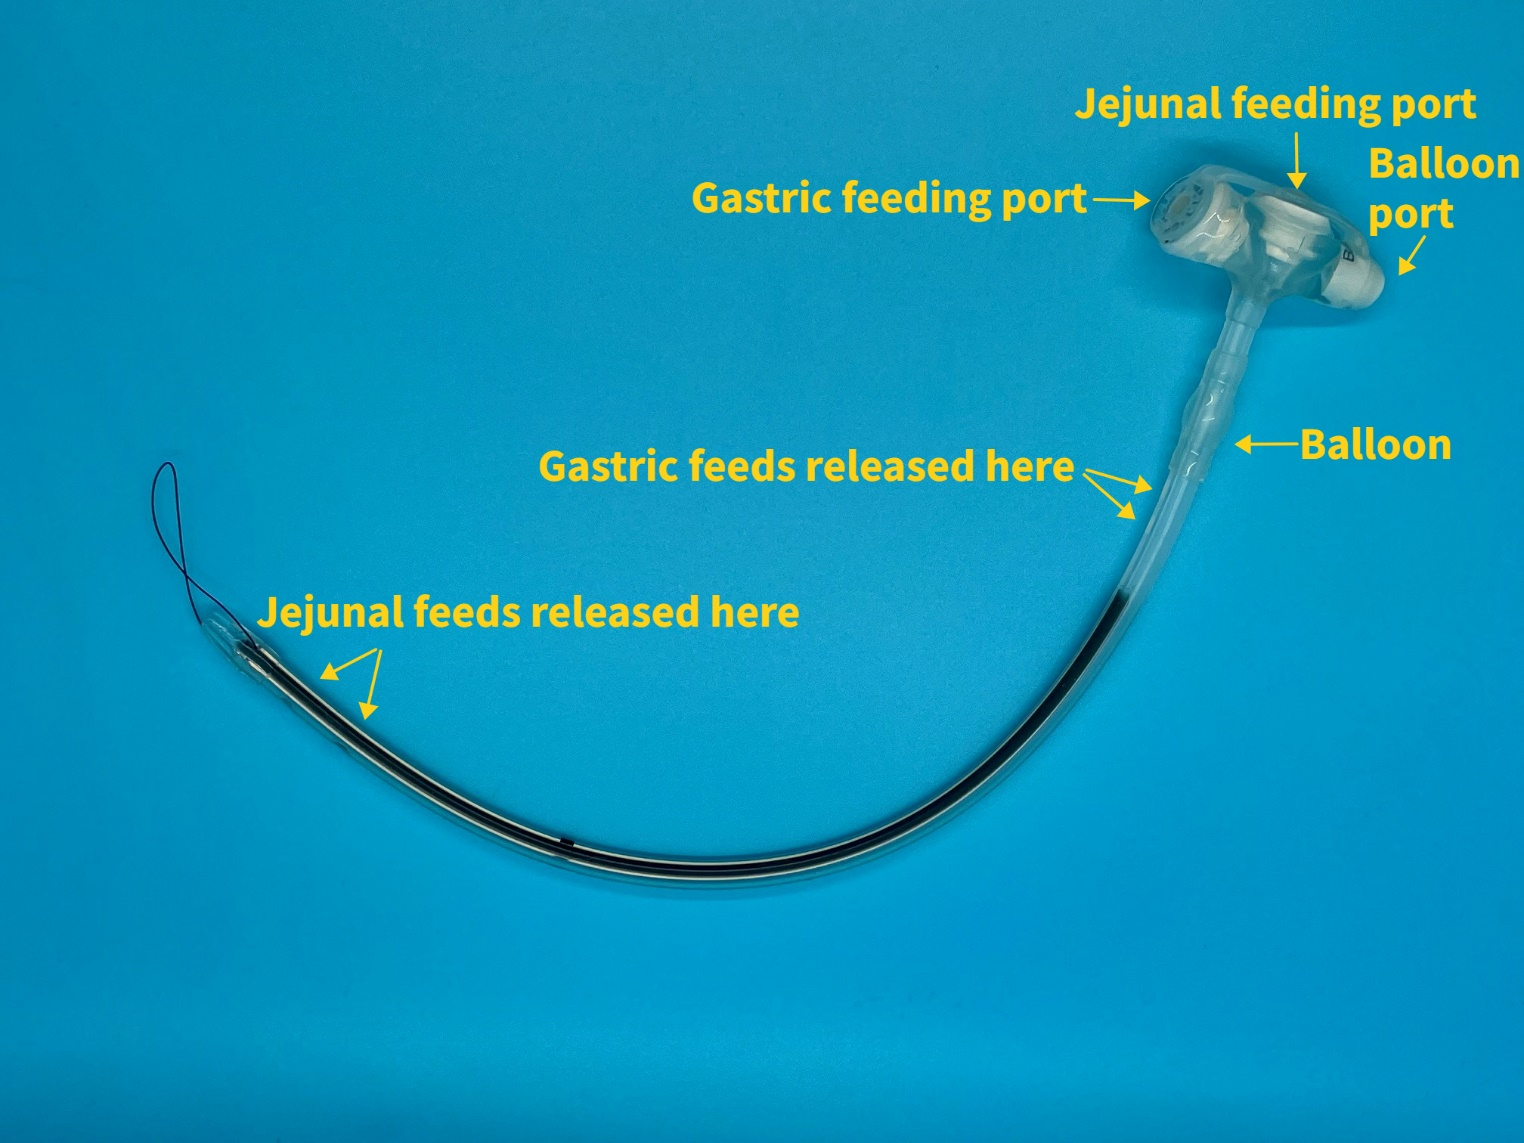 Jejunal feeding port
Balloon
port
Gastric feeding port
Balloon
Gastric feeds released here
Jejunal feeds released here
B